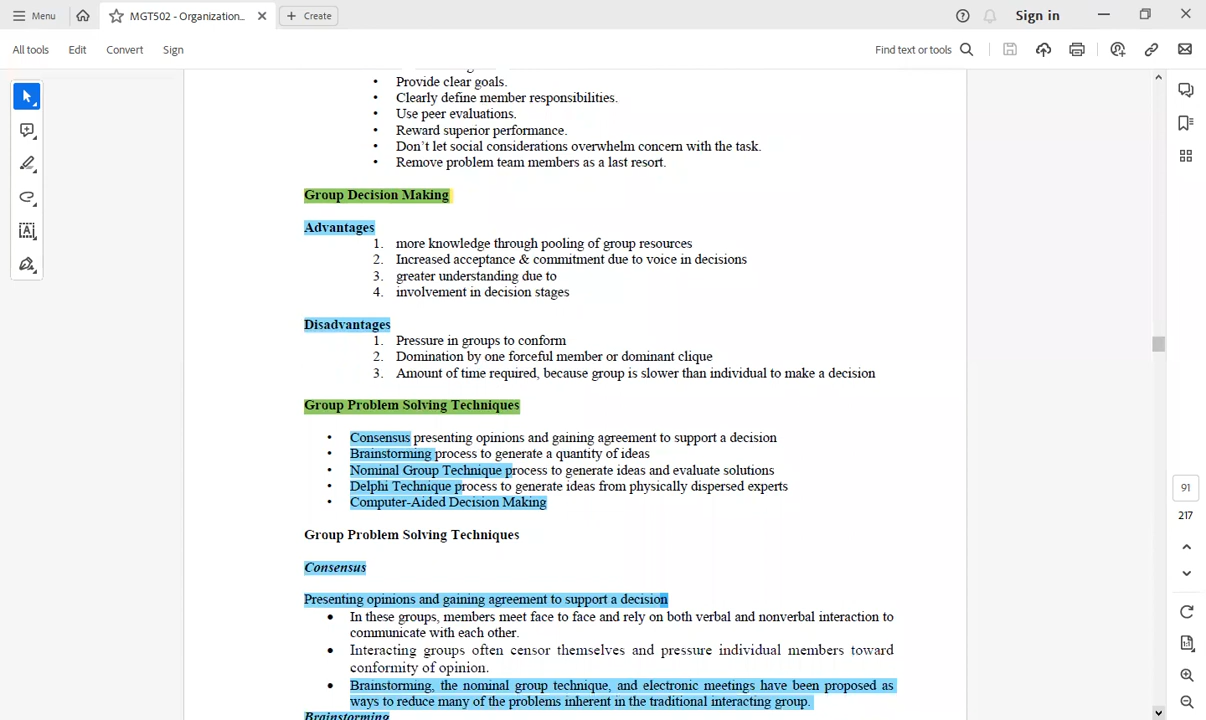 Menu
MGT502 - Organization...
Create
Sign in
All tools
Edit
Convert
Sign
Find text or tools
• Provide clear goals.
• Clearly define member responsibilities.
• Use peer evaluations.
• Reward superior performance.
• Don't let social considerations overwhelm concern with the task.
• Remove problem team members as a last resort.
Group Decision Making
Advantages
1. more knowledge through pooling of group resources
2. Increased acceptance & commitment due to voice in decisions
3. greater understanding due to
4. involvement in decision stages
Disadvantages
1. Pressure in groups to conform
2. Domination by one forceful member or dominant clique
3. Amount of time required, because group is slower than individual to make a decision
Group Problem Solving Techniques
• Consensus presenting opinions and gaining agreement to support a decision
• Brainstorming process to generate a quantity of ideas
• Nominal Group Technique process to generate ideas and evaluate solutions
• Delphi Technique process to generate ideas from physically dispersed experts
• Computer-Aided Decision Making
Group Problem Solving Techniques
Consensus
Presenting opinions and gaining agreement to support a decision
• In these groups, members meet face to face and rely on both verbal and nonverbal interaction to
communicate with each other.
• Interacting groups often censor themselves and pressure individual members toward
conformity of opinion.
• Brainstorming, the nominal group technique, and electronic meetings have been proposed as
ways to reduce many of the problems inherent in the traditional interacting group.
Brainstorming
91
217